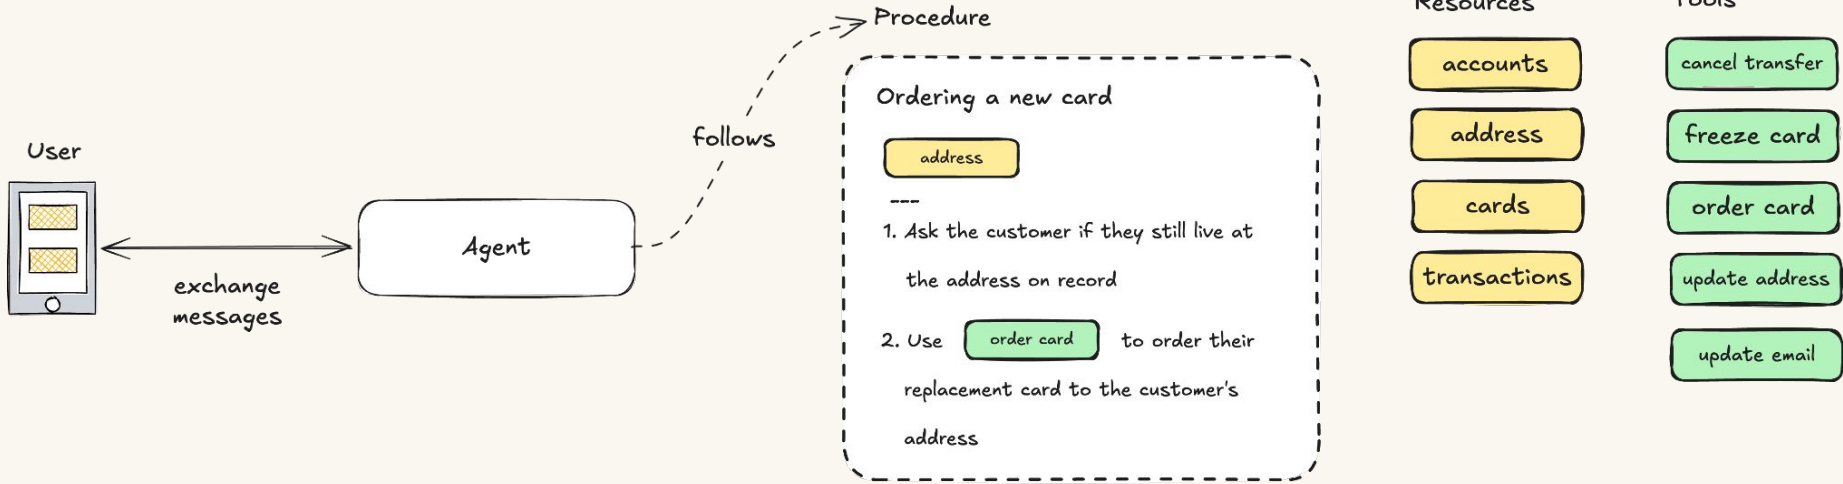 User
exchange
messages
Agent
follows
Procedure
Ordering a new card
address
---
1. Ask the customer if they still live at
the address on record
2. Use order card to order their
replacement card to the customer's
address
Resources
accounts
address
cards
transactions
Tools
cancel transfer
freeze card
order card
update address
update email